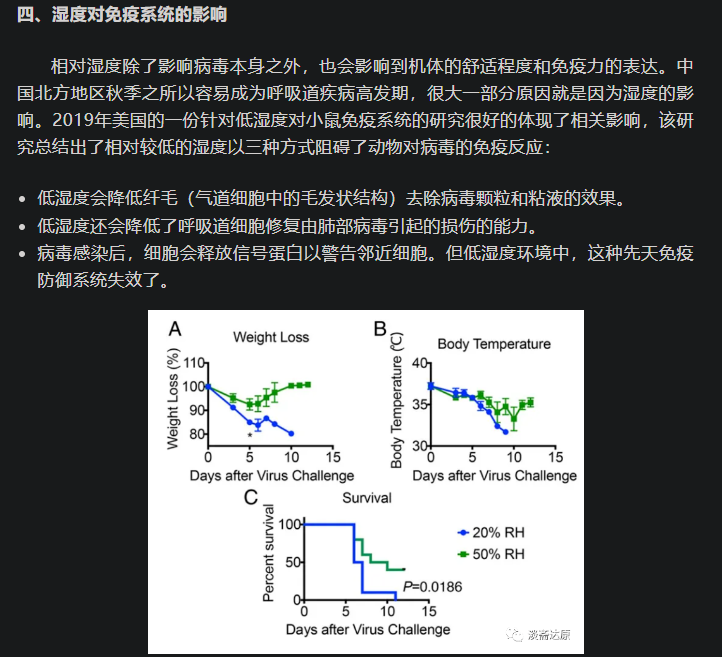 四、湿度对免疫系统的影响
相对湿度除了影响病毒本身之外，也会影响到机体的舒适程度和免疫力的表达。中
国北方地区秋季之所以容易成为呼吸道疾病高发期，很大一部分原因就是因为湿度的影
响。2019年美国的一份针对低湿度对小鼠免疫系统的研究很好的体现了相关影响，该研
究总结出了相对较低的湿度以三种方式阻碍了动物对病毒的免疫反应：
低湿度会降低纤毛（气道细胞中的毛发状结构）去除病毒颗粒和粘液的效果。
低湿度还会降低了呼吸道细胞修复由肺部病毒引起的损伤的能力。
病毒感染后，细胞会释放信号蛋白以警告邻近细胞。但低湿度环境中，这种先天免疫
防御系统失效了。
A
Weight Loss
Weight Loss (%)
110
100
90
80
*
0 5 10 15
Days after Virus Challenge
B
Body Temperature
Body Temperature (℃)
40
35
30
0 5 10 15
Days after Virus Challenge
C
Survival
Percent survival
100
50
0
P=0.0186
0 5 10 15
Days after Virus Challenge
20% RH
50% RH
淡斋达原